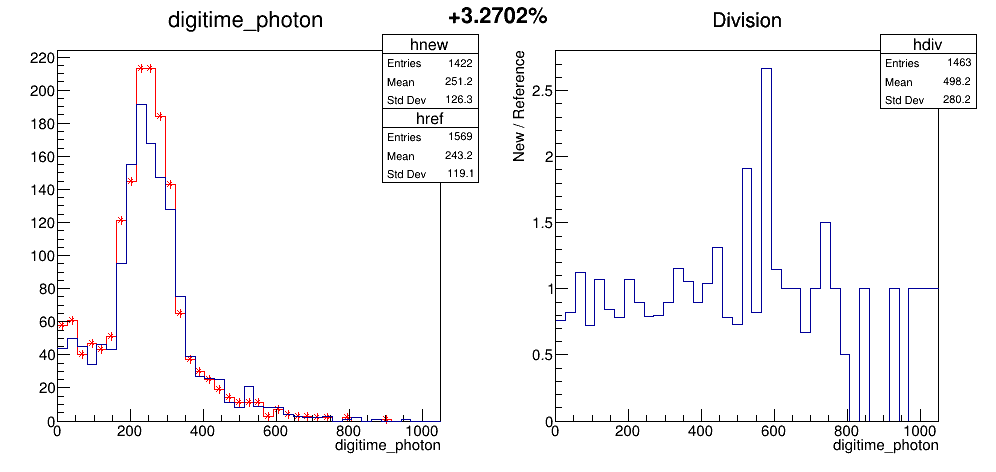 +3.2702%
digitime_photon
hnew
Entries 1422
Mean 251.2
Std Dev 126.3
href
Entries 1569
Mean 243.2
Std Dev 119.1
220
200
180
160
140
120
100
80
60
40
20
0
0 200 400 600 800 1000
digitime_photon
Division
hdiv
Entries 1463
Mean 498.2
Std Dev 280.2
New / Reference
2.5
2
1.5
1
0.5
0
0 200 400 600 800 1000
digitime_photon